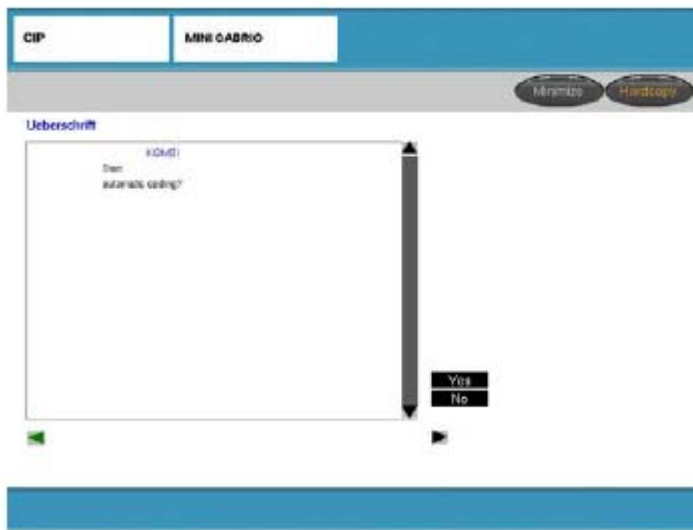 CIP
MINI CABRIO
Minimize
Hardcopy
Ueberschrift
KOMBI
Start
automatic coding?
Yes
No